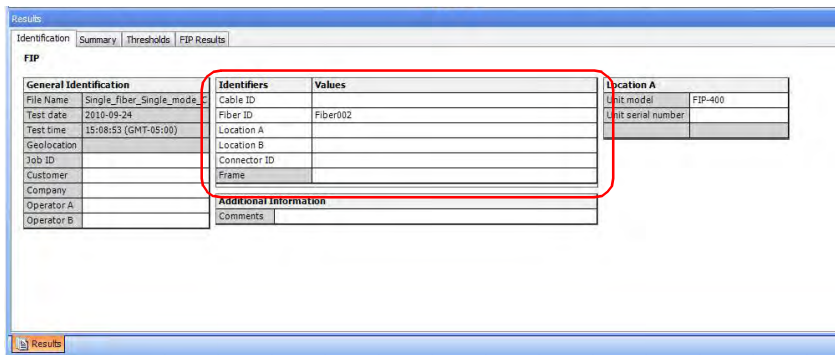 Results
Identification Summary Thresholds FIP Results
FIP
General Identification
File Name Single_fiber_Single_mode_C
Test date 2010-09-24
Test time 15:08:53 (GMT-05:00)
Geolocation
Job ID
Customer
Company
Operator A
Operator B
Identifiers Values
Cable ID
Fiber ID Fiber002
Location A
Location B
Connector ID
Frame
Additional Information
Comments
Location A
Unit model FIP-400
Unit serial number
Results